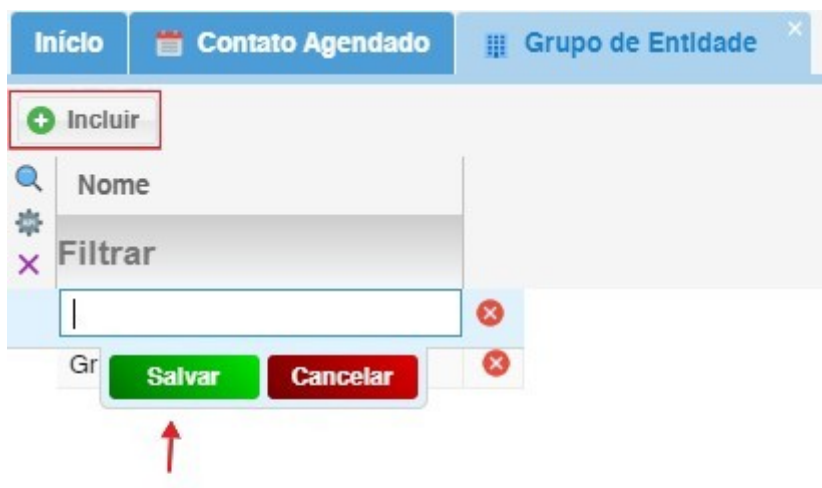 Início Contato Agendado Grupo de Entidade
Incluir
Nome
Filtrar
Gr
Salvar Cancelar